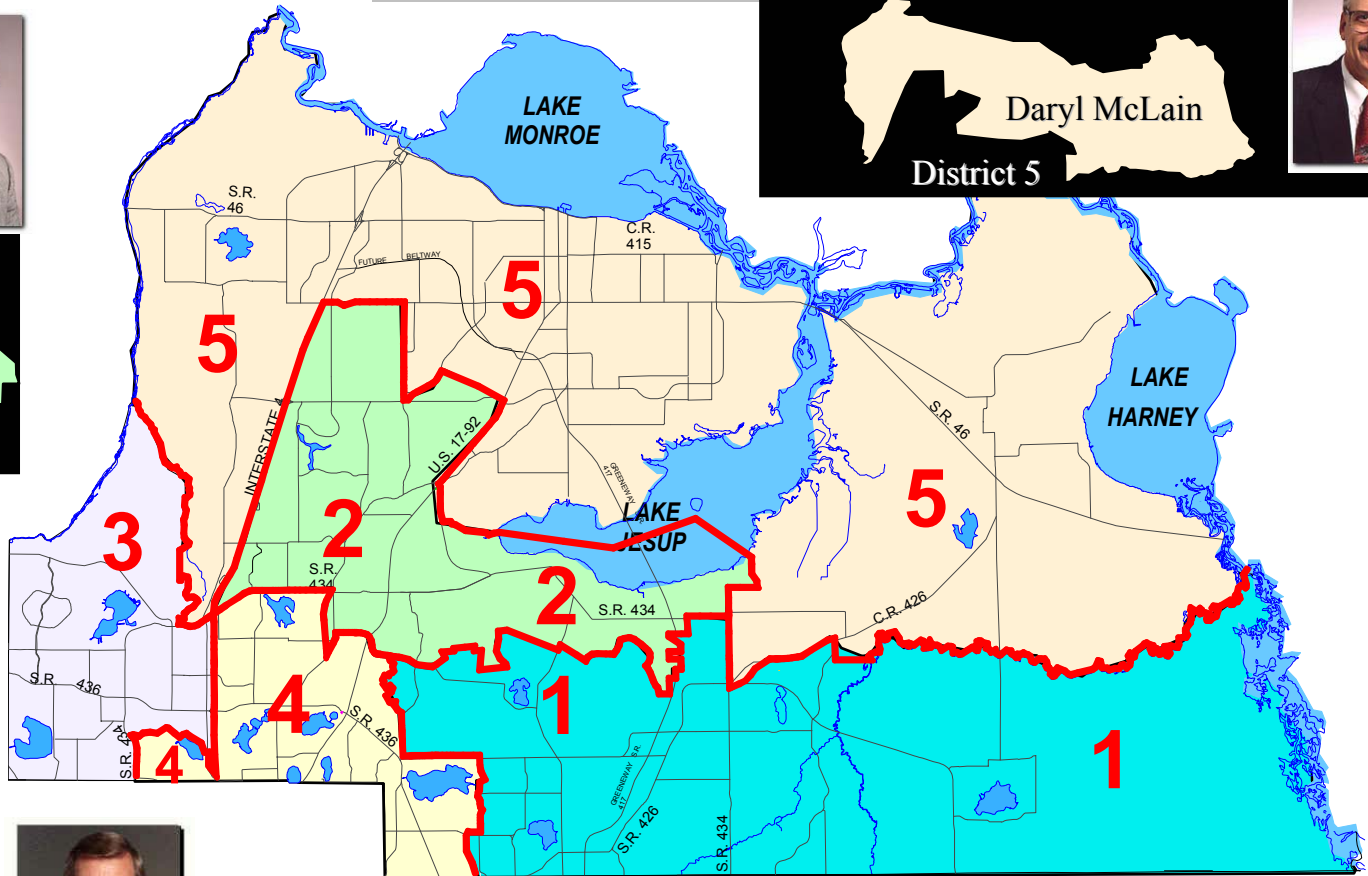 LAKE
MONROE
Daryl McLain
District 5
S.R.
46
C.R.
415
FUTURE BELTWAY
5
5
INTERSTATE 4
U.S. 17-92
LAKE
HARNEY
S.R. 46
GREENEWAY
417
5
3
2
LAKE
JESUP
S.R.
434
2
S.R. 434
C.R. 426
S.R. 436
4
S.R. 436
1
1
S.R. 434
4
GREENEWAY S.R.
417
S.R. 426
S.R. 434